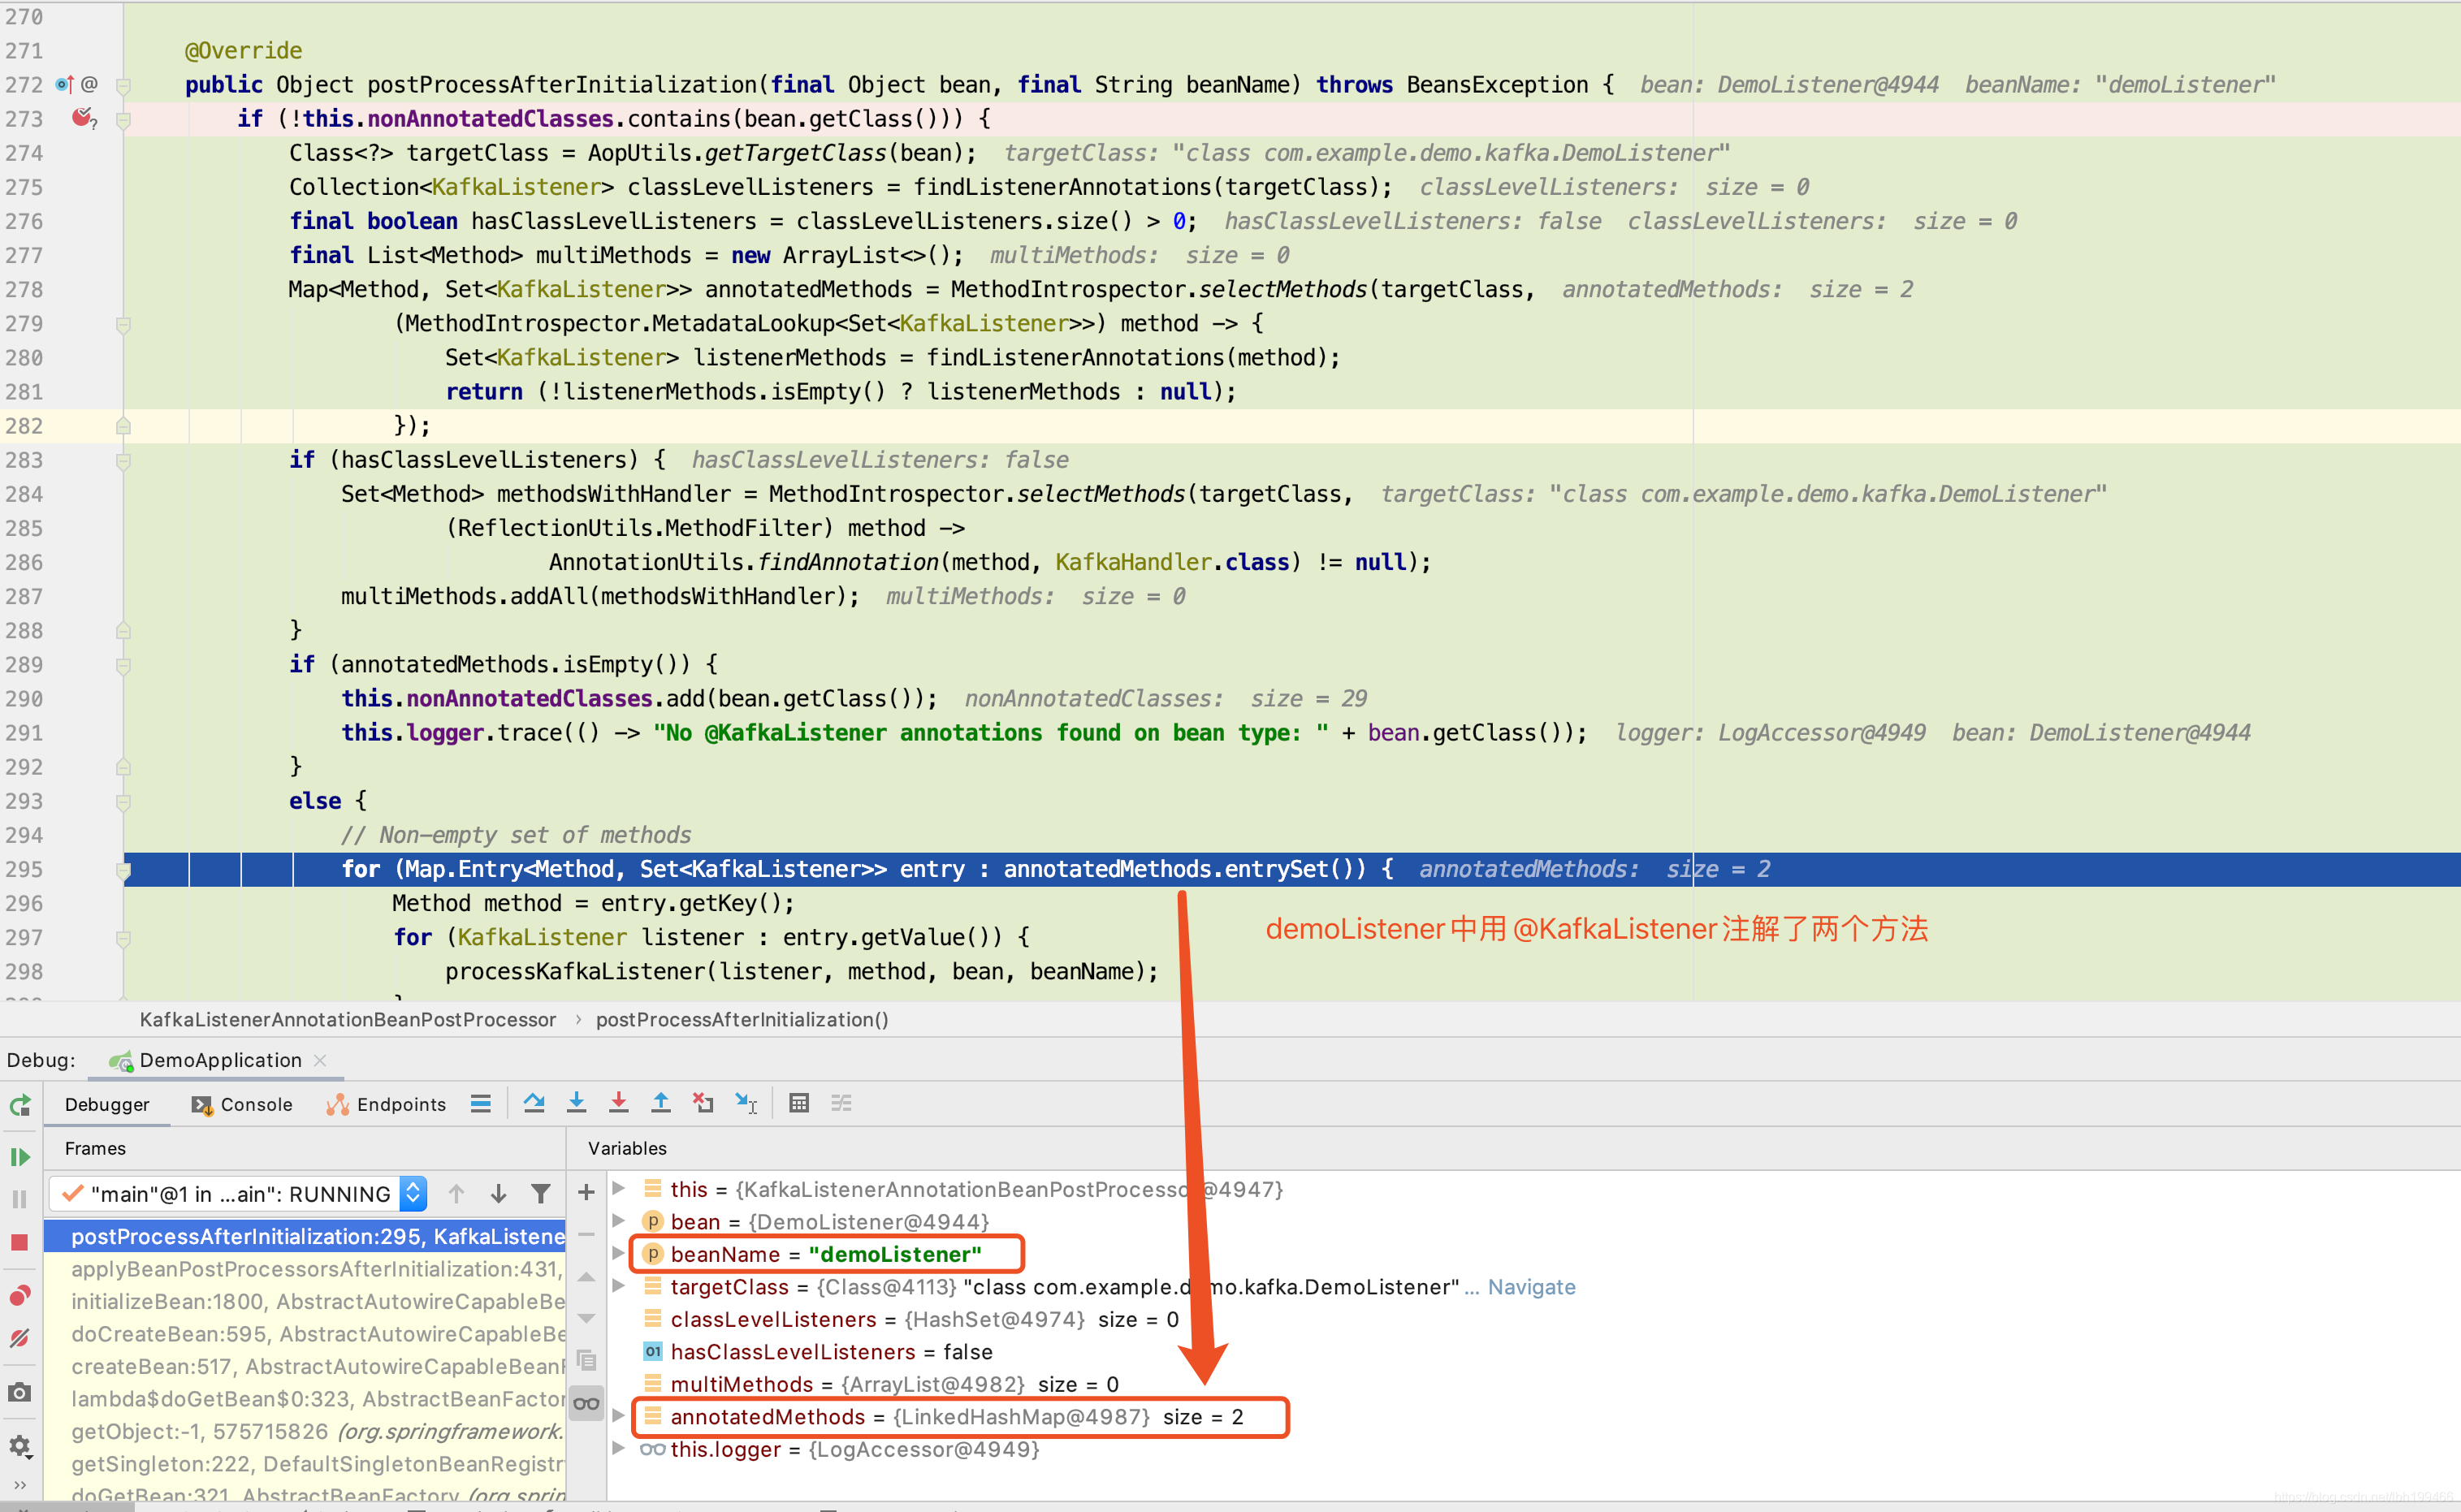 270
271 @Override
272 @ public Object postProcessAfterInitialization(final Object bean, final String beanName) throws BeansException { bean: DemoListener@4944 beanName: "demoListener"
273 if (!this.nonAnnotatedClasses.contains(bean.getClass())) {
274 Class<?> targetClass = AopUtils.getTargetClass(bean); targetClass: "class com.example.demo.kafka.DemoListener"
275 Collection<KafkaListener> classLevelListeners = findListenerAnnotations(targetClass); classLevelListeners: size = 0
276 final boolean hasClassLevelListeners = classLevelListeners.size() > 0; hasClassLevelListeners: false classLevelListeners: size = 0
277 final List<Method> multiMethods = new ArrayList<>(); multiMethods: size = 0
278 Map<Method, Set<KafkaListener>> annotatedMethods = MethodIntrospector.selectMethods(targetClass, annotatedMethods: size = 2
279 (MethodIntrospector.MetadataLookup<Set<KafkaListener>>) method -> {
280 Set<KafkaListener> listenerMethods = findListenerAnnotations(method);
281 return (!listenerMethods.isEmpty() ? listenerMethods : null);
282 });
283 if (hasClassLevelListeners) { hasClassLevelListeners: false
284 Set<Method> methodsWithHandler = MethodIntrospector.selectMethods(targetClass, targetClass: "class com.example.demo.kafka.DemoListener"
285 (ReflectionUtils.MethodFilter) method ->
286 AnnotationUtils.findAnnotation(method, KafkaHandler.class) != null);
287 multiMethods.addAll(methodsWithHandler); multiMethods: size = 0
288 }
289 if (annotatedMethods.isEmpty()) {
290 this.nonAnnotatedClasses.add(bean.getClass()); nonAnnotatedClasses: size = 29
291 this.logger.trace(() -> "No @KafkaListener annotations found on bean type: " + bean.getClass()); logger: LogAccessor@4949 bean: DemoListener@4944
292 }
293 else {
294 // Non-empty set of methods
295 for (Map.Entry<Method, Set<KafkaListener>> entry : annotatedMethods.entrySet()) { annotatedMethods: size = 2
296 Method method = entry.getKey();
demoListener中用@KafkaListener注解了两个方法
297 for (KafkaListener listener : entry.getValue()) {
298 processKafkaListener(listener, method, bean, beanName);
KafkaListenerAnnotationBeanPostProcessor › postProcessAfterInitialization()
Debug: DemoApplication
Debugger Console Endpoints
Frames Variables
"main"@1 in ...ain": RUNNING
postProcessAfterInitialization:295, KafkaListene
applyBeanPostProcessorsAfterInitialization:431,
initializeBean:1800, AbstractAutowireCapableBe
doCreateBean:595, AbstractAutowireCapableBe
createBean:517, AbstractAutowireCapableBeanF
lambda$doGetBean$0:323, AbstractBeanFactor
getObject:-1, 575715826 (org.springframework.
getSingleton:222, DefaultSingletonBeanRegistr
doGetBean:321, AbstractBeanFactory (org.sprin
this = {KafkaListenerAnnotationBeanPostProcessor@4947}
bean = {DemoListener@4944}
beanName = "demoListener"
targetClass = {Class@4113} "class com.example.demo.kafka.DemoListener" ... Navigate
classLevelListeners = {HashSet@4974} size = 0
hasClassLevelListeners = false
multiMethods = {ArrayList@4982} size = 0
annotatedMethods = {LinkedHashMap@4987} size = 2
this.logger = {LogAccessor@4949}